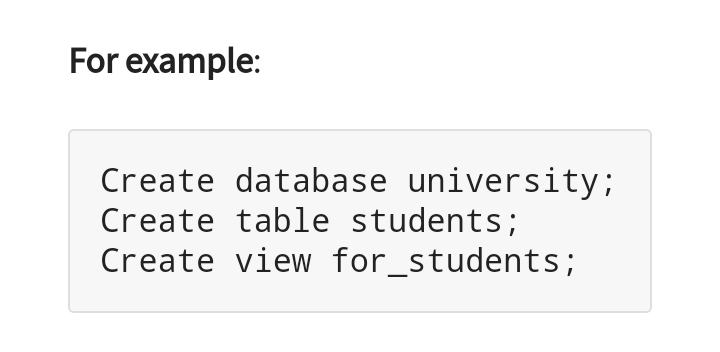 For example:
Create database university;
Create table students;
Create view for_students;